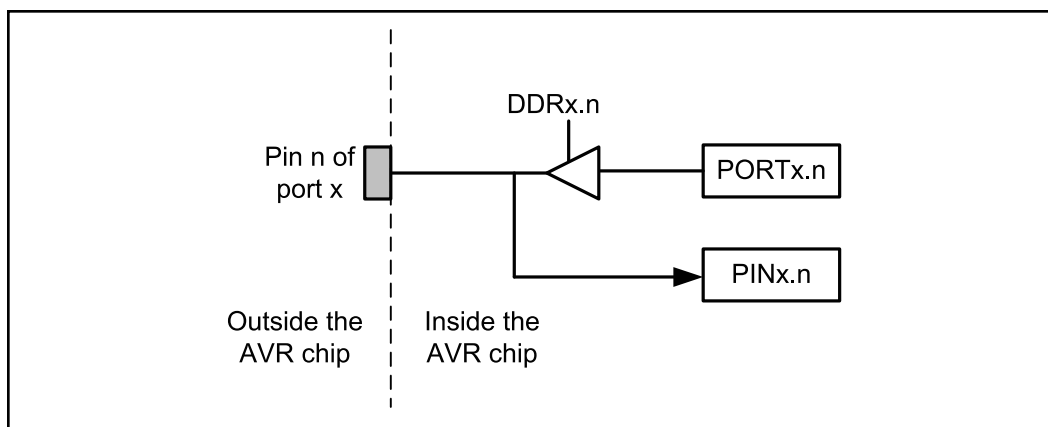 DDRx.n
Pin n of
port x
PORTx.n
PINx.n
Outside the
AVR chip
Inside the
AVR chip